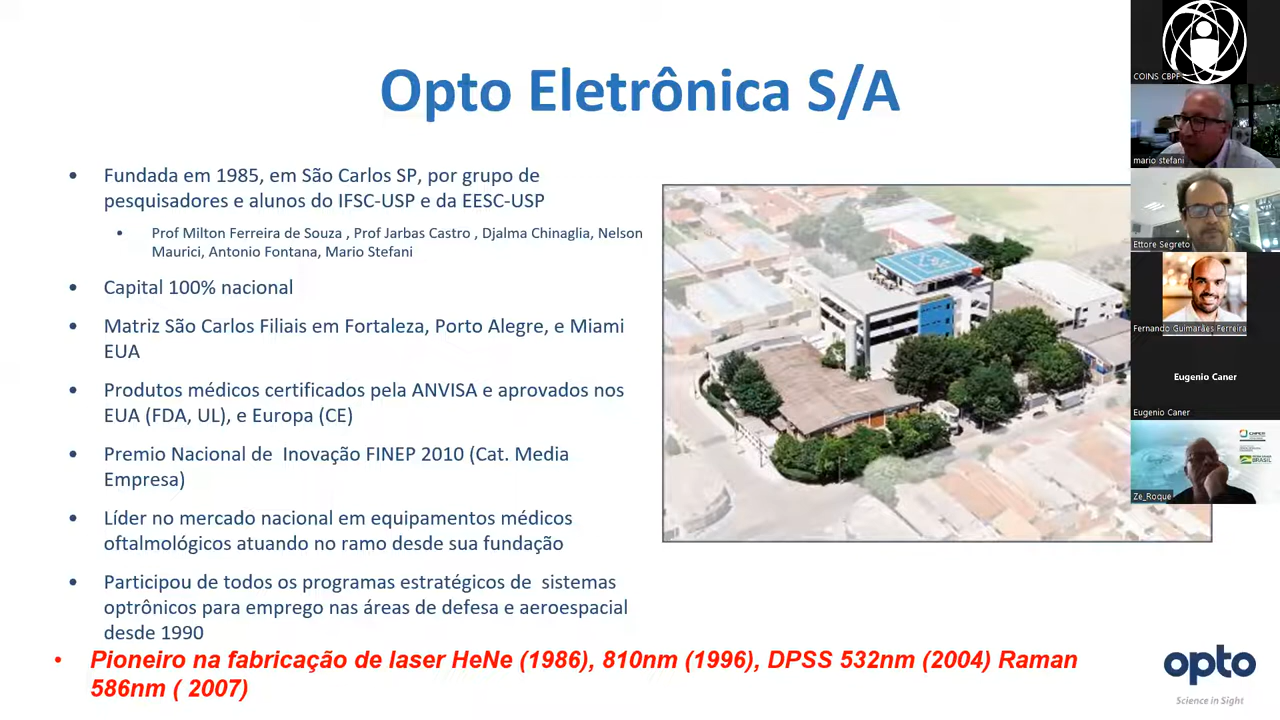 Opto Eletrônica S/A
• Fundada em 1985, em São Carlos SP, por grupo de
pesquisadores e alunos do IFSC-USP e da EESC-USP
• Prof Milton Ferreira de Souza , Prof Jarbas Castro , Djalma Chinaglia, Nelson
Maurici, Antonio Fontana, Mario Stefani
• Capital 100% nacional
• Matriz São Carlos Filiais em Fortaleza, Porto Alegre, e Miami
EUA
• Produtos médicos certificados pela ANVISA e aprovados nos
EUA (FDA, UL), e Europa (CE)
• Premio Nacional de  Inovação FINEP 2010 (Cat. Media
Empresa)
• Líder no mercado nacional em equipamentos médicos
oftalmológicos atuando no ramo desde sua fundação
• Participou de todos os programas estratégicos de  sistemas
optrônicos para emprego nas áreas de defesa e aeroespacial
desde 1990
• Pioneiro na fabricação de laser HeNe (1986), 810nm (1996), DPSS 532nm (2004) Raman
586nm ( 2007)
opto
Science in Sight
COINS CBPF
mario stefani
Ettore Segreto
Fernando Guimarães Ferreira
Eugenio Caner
Eugenio Caner
BRASIL
Ze_Roque